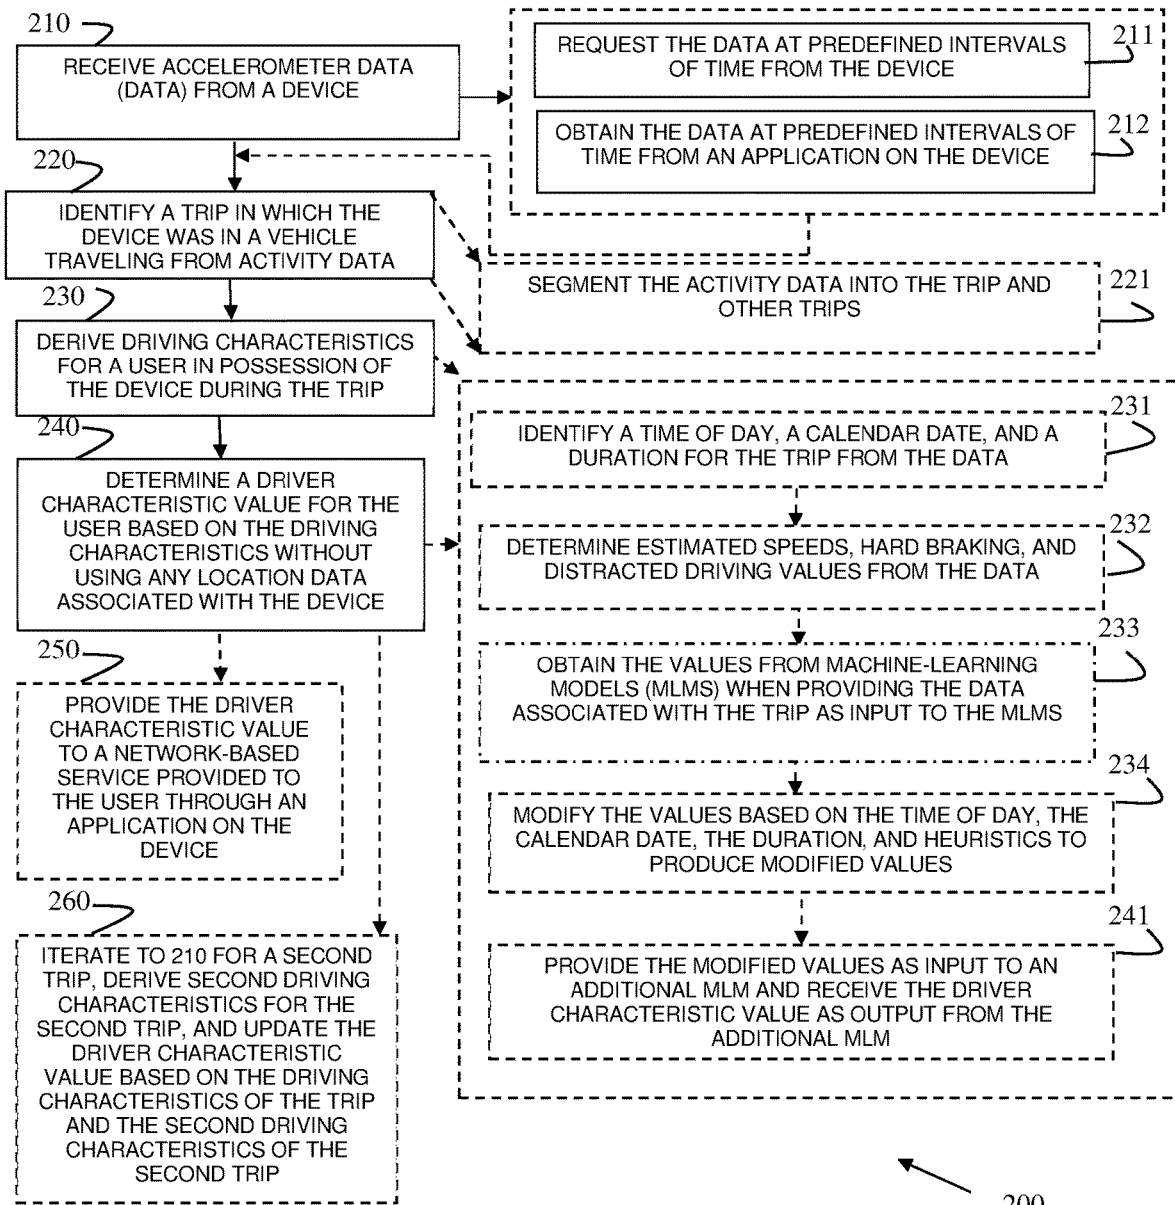 210
RECEIVE ACCELEROMETER DATA
(DATA) FROM A DEVICE
211
REQUEST THE DATA AT PREDEFINED INTERVALS
OF TIME FROM THE DEVICE
212
OBTAIN THE DATA AT PREDEFINED INTERVALS OF
TIME FROM AN APPLICATION ON THE DEVICE
220
IDENTIFY A TRIP IN WHICH THE
DEVICE WAS IN A VEHICLE
TRAVELING FROM ACTIVITY DATA
221
SEGMENT THE ACTIVITY DATA INTO THE TRIP AND
OTHER TRIPS
230
DERIVE DRIVING CHARACTERISTICS
FOR A USER IN POSSESSION OF
THE DEVICE DURING THE TRIP
231
IDENTIFY A TIME OF DAY, A CALENDAR DATE, AND A
DURATION FOR THE TRIP FROM THE DATA
232
DETERMINE ESTIMATED SPEEDS, HARD BRAKING, AND
DISTRACTED DRIVING VALUES FROM THE DATA
233
OBTAIN THE VALUES FROM MACHINE-LEARNING
MODELS (MLMS) WHEN PROVIDING THE DATA
ASSOCIATED WITH THE TRIP AS INPUT TO THE MLMS
234
MODIFY THE VALUES BASED ON THE TIME OF DAY, THE
CALENDAR DATE, THE DURATION, AND HEURISTICS TO
PRODUCE MODIFIED VALUES
240
DETERMINE A DRIVER
CHARACTERISTIC VALUE FOR THE
USER BASED ON THE DRIVING
CHARACTERISTICS WITHOUT
USING ANY LOCATION DATA
ASSOCIATED WITH THE DEVICE
241
PROVIDE THE MODIFIED VALUES AS INPUT TO AN
ADDITIONAL MLM AND RECEIVE THE DRIVER
CHARACTERISTIC VALUE AS OUTPUT FROM THE
ADDITIONAL MLM
250
PROVIDE THE DRIVER
CHARACTERISTIC VALUE
TO A NETWORK-BASED
SERVICE PROVIDED TO
THE USER THROUGH AN
APPLICATION ON THE
DEVICE
260
ITERATE TO 210 FOR A SECOND
TRIP, DERIVE SECOND DRIVING
CHARACTERISTICS FOR THE
SECOND TRIP, AND UPDATE THE
DRIVER CHARACTERISTIC
VALUE BASED ON THE DRIVING
CHARACTERISTICS OF THE TRIP
AND THE SECOND DRIVING
CHARACTERISTICS OF THE
SECOND TRIP
200